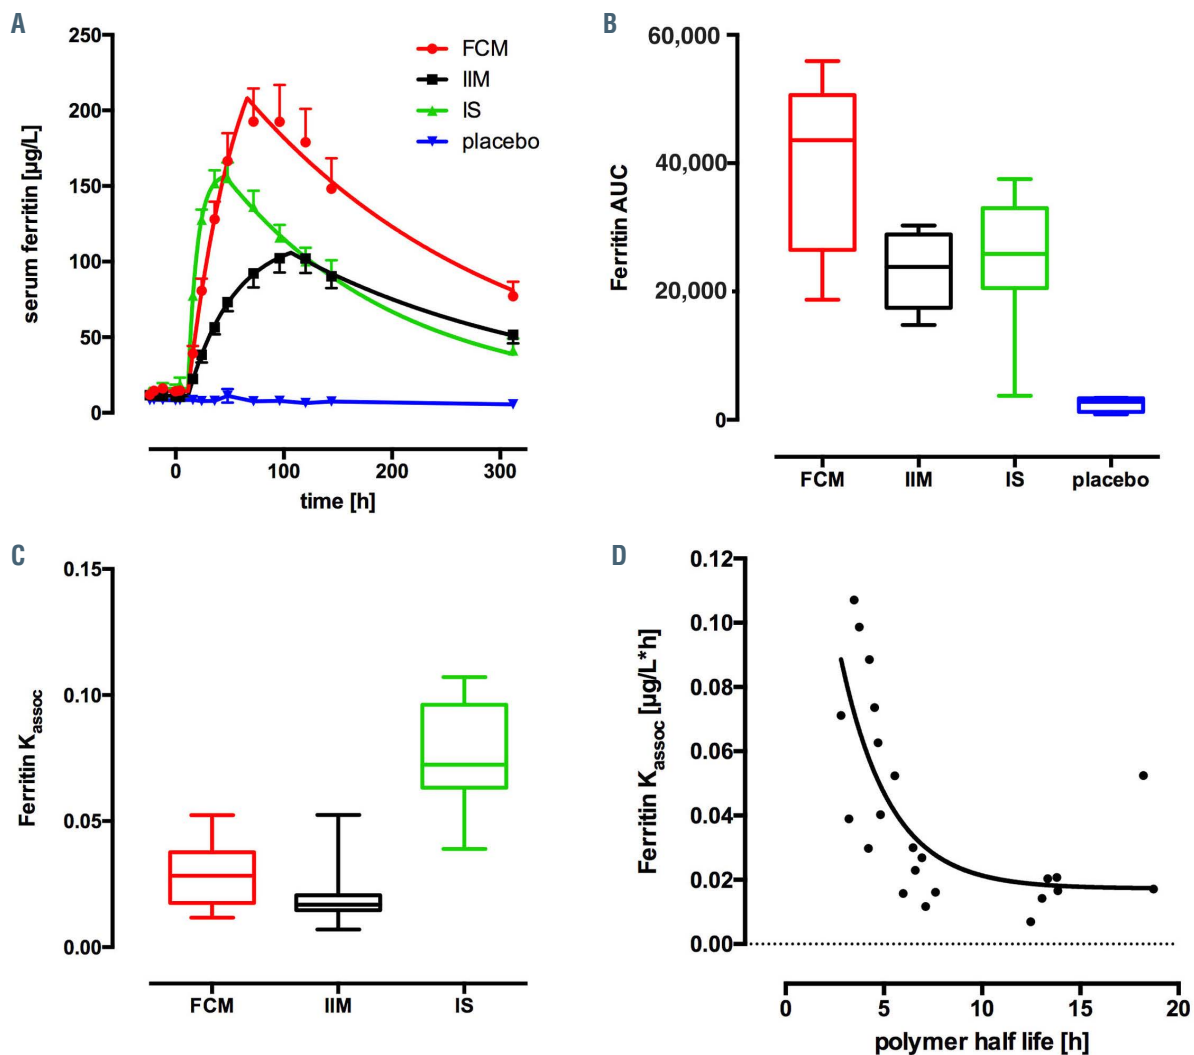 A
250
200
150
100
50
0
serum ferritin [µg/L]
FCM
IIM
IS
placebo
0 100 200 300
time [h]
B
60,000
40,000
20,000
0
Ferritin AUC
FCM IIM IS placebo
C
0.15
0.10
0.05
0.00
Ferritin Kassoc
FCM IIM IS
D
0.12
0.10
0.08
0.06
0.04
0.02
0.00
Ferritin Kassoc [µg/L*h]
0 5 10 15 20
polymer half life [h]